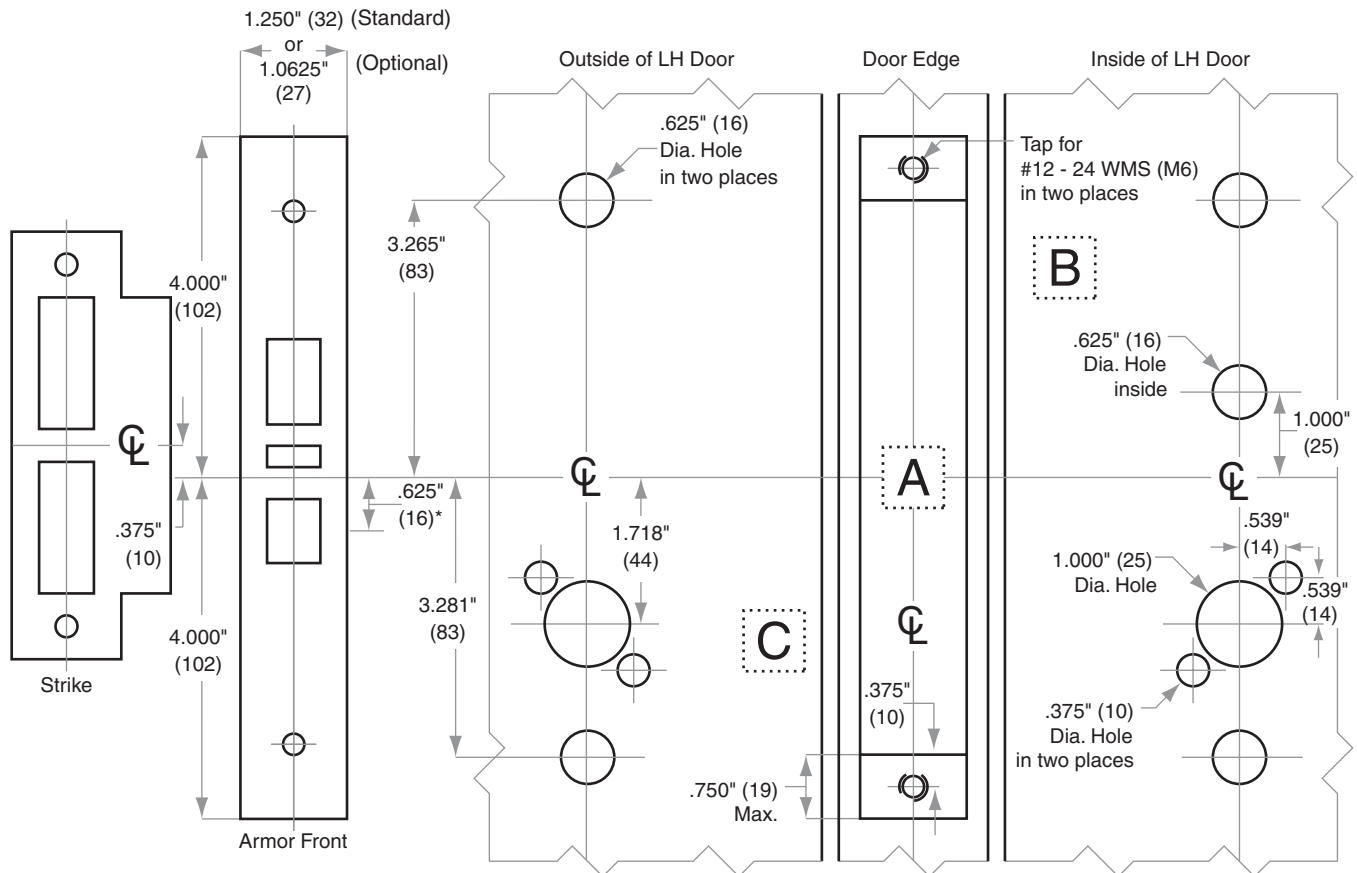 1.250" (32) (Standard)
or
1.0625" (Optional)
(27)
Outside of LH Door
Door Edge
Inside of LH Door
.625" (16)
Dia. Hole
in two places
Tap for
#12 - 24 WMS (M6)
in two places
3.265"
(83)
4.000"
(102)
B
.625" (16)
Dia. Hole
inside
1.000"
(25)
℄
℄
A
℄
.625"
(16)*
.375"
(10)
1.718"
(44)
.539"
(14)
1.000" (25)
Dia. Hole
.539"
(14)
3.281"
(83)
C
℄
4.000"
(102)
Strike
.375"
(10)
.375" (10)
Dia. Hole
in two places
.750" (19)
Max.
Armor Front